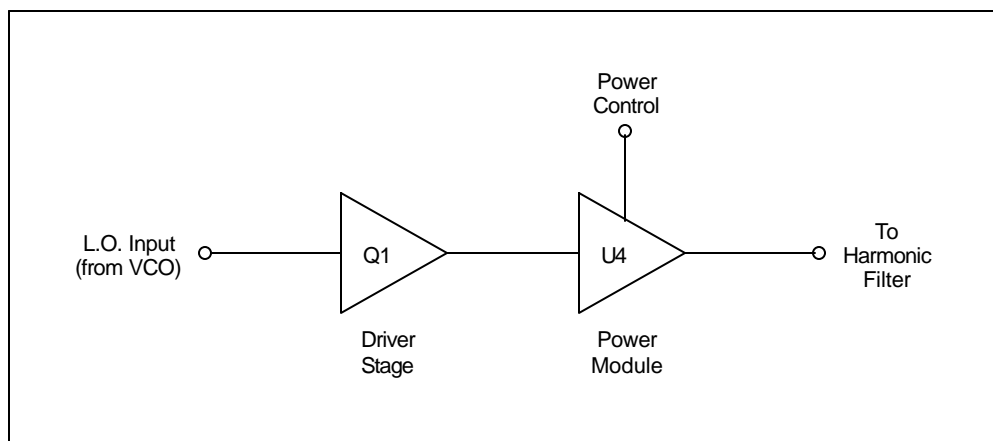 Power
Control
L.O. Input
(from VCO)
Q1
U4
To
Harmonic
Filter
Driver
Stage
Power
Module